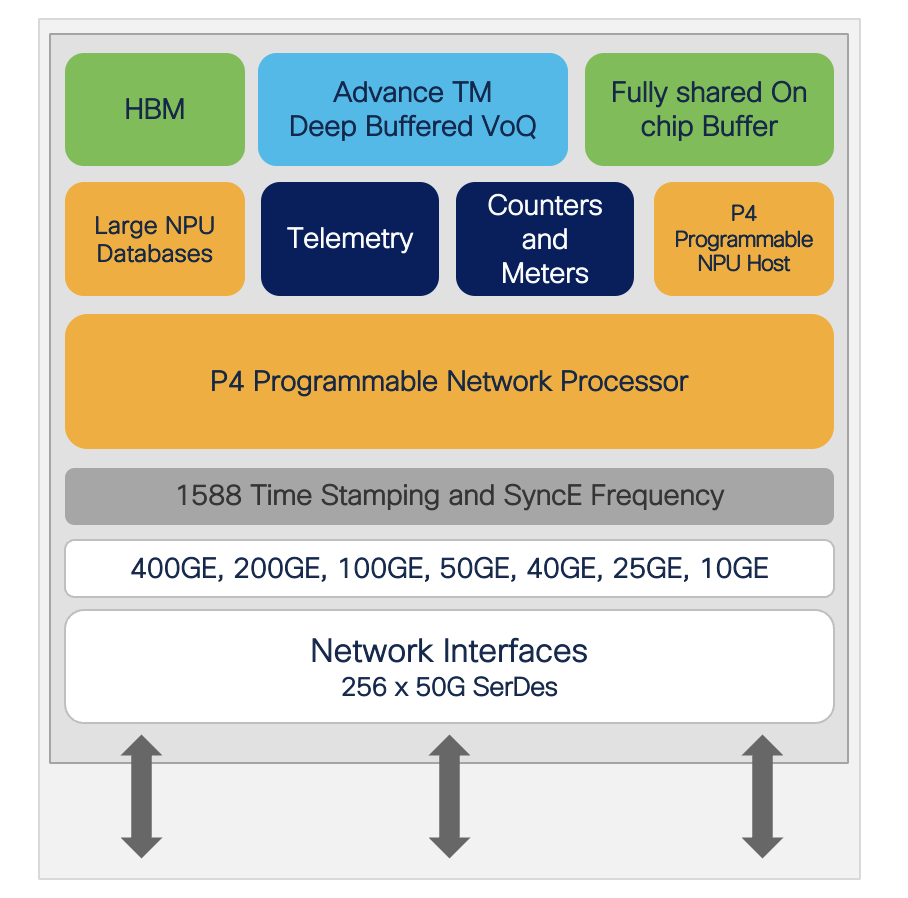 HBM
Advance TM
Deep Buffered VoQ
Fully shared On
chip Buffer
Large NPU
Databases
Telemetry
Counters
and
Meters
P4
Programmable
NPU Host
P4 Programmable Network Processor
1588 Time Stamping and SyncE Frequency
400GE, 200GE, 100GE, 50GE, 40GE, 25GE, 10GE
Network Interfaces
256 x 50G SerDes